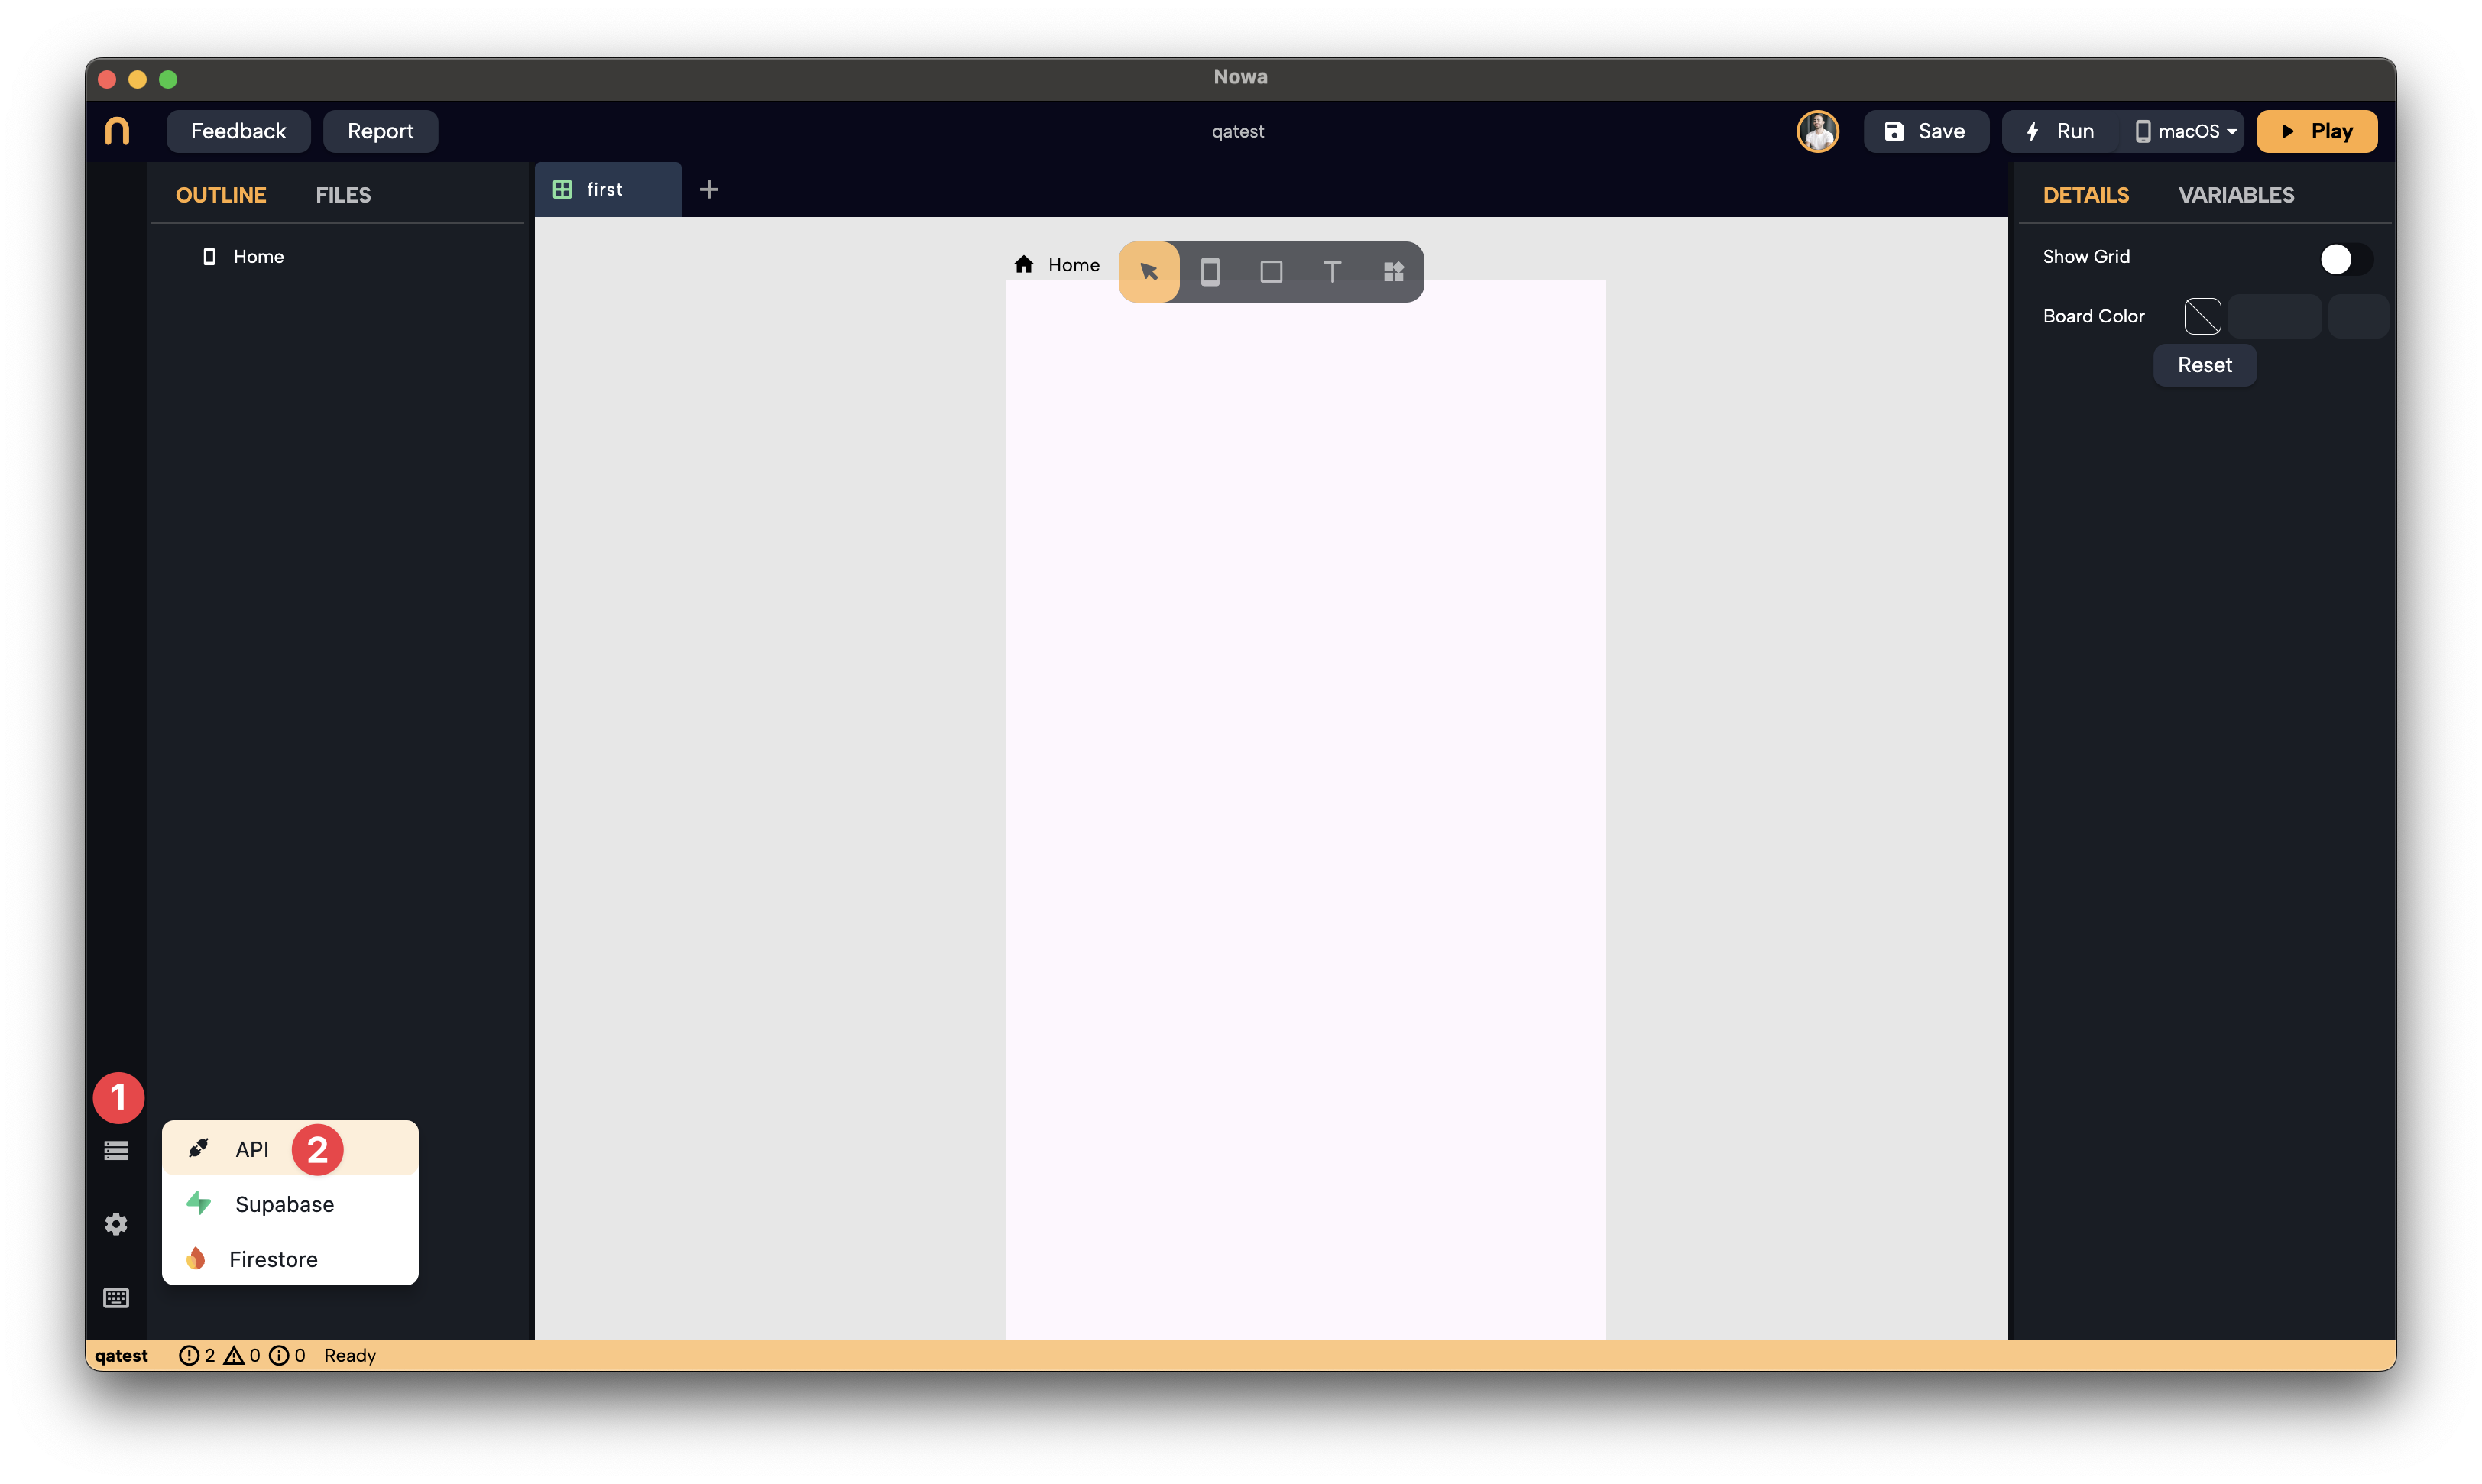 Nowa
Feedback Report qatest Save Run macOS Play
OUTLINE FILES first + DETAILS VARIABLES
Home
Home
T
Show Grid
Board Color
Reset
1
API 2
Supabase
Firestore
qatest 2 0 0 Ready